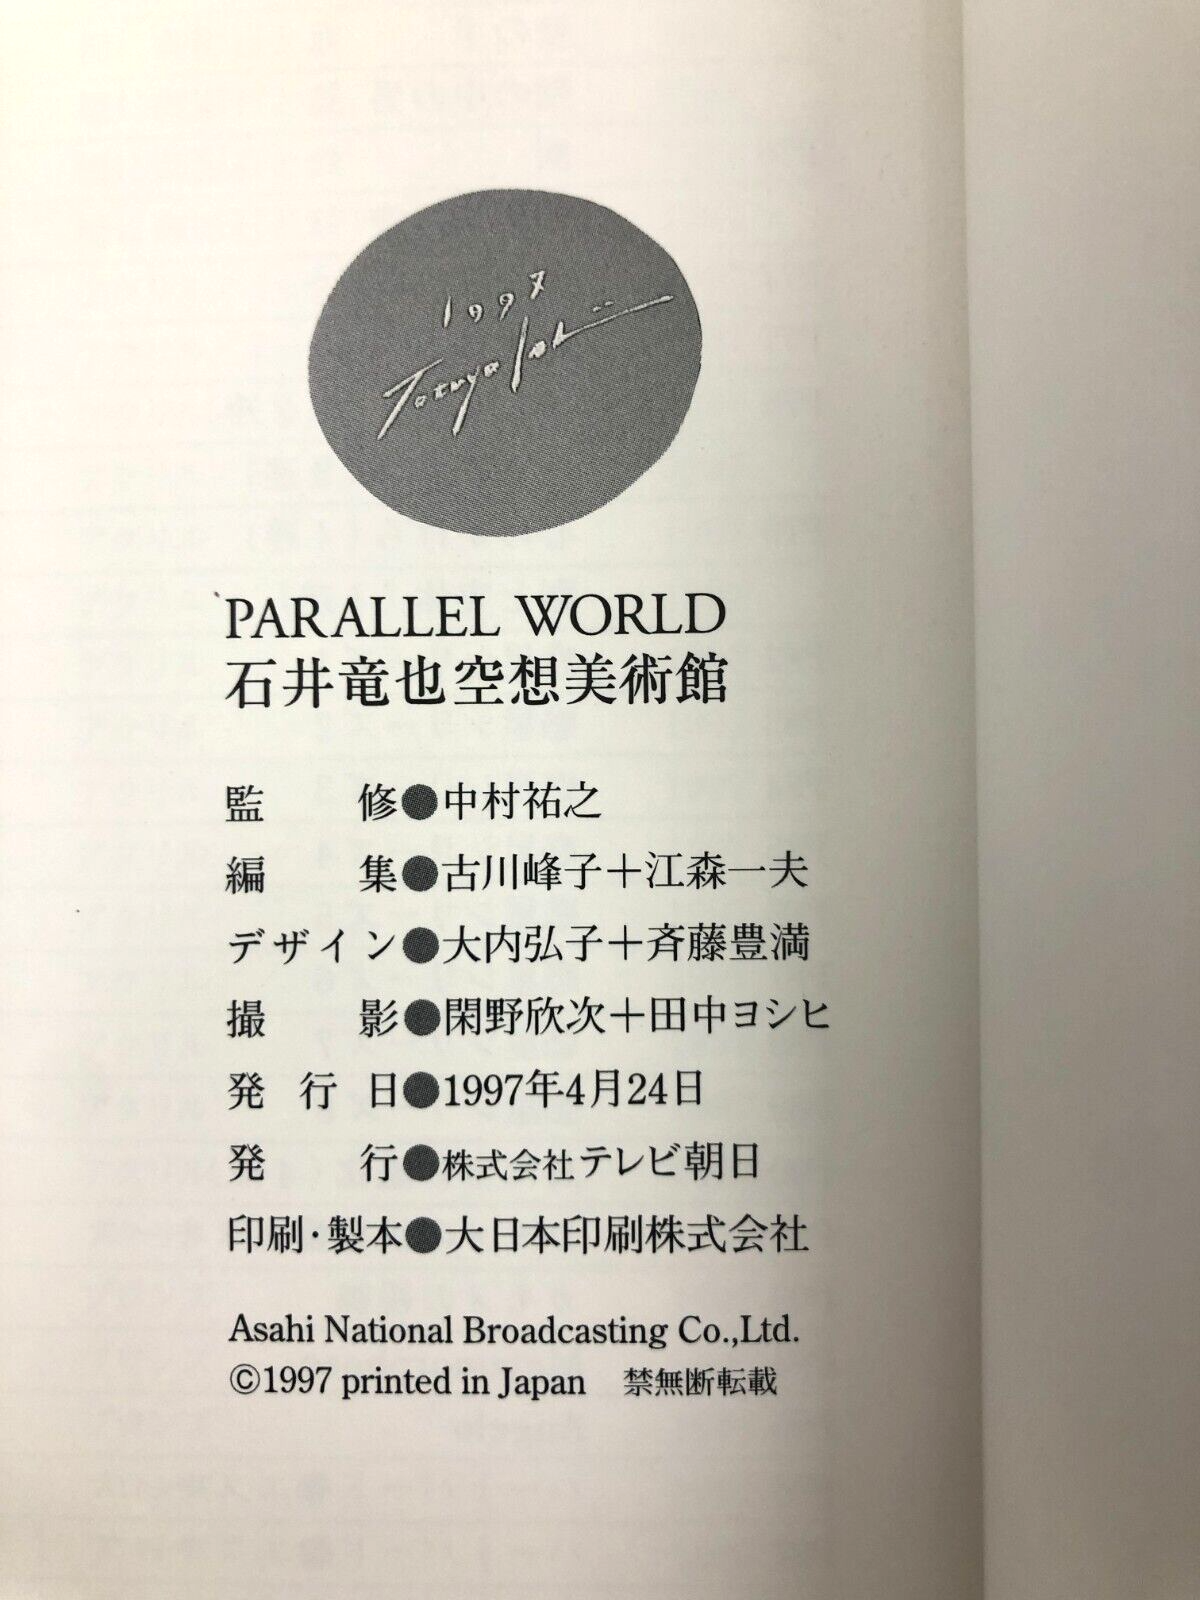 1997
Tatuya Ishii
PARALLEL WORLD
石井竜也空想美術館
監修●中村祐之
編集●古川峰子＋江森一夫
デザイン●大内弘子＋斉藤豊満
撮影●閑野欣次＋田中ヨシヒ
発行日●1997年4月24日
発行●株式会社テレビ朝日
印刷・製本●大日本印刷株式会社
Asahi National Broadcasting Co.,Ltd.
©1997 printed in Japan 禁無断転載